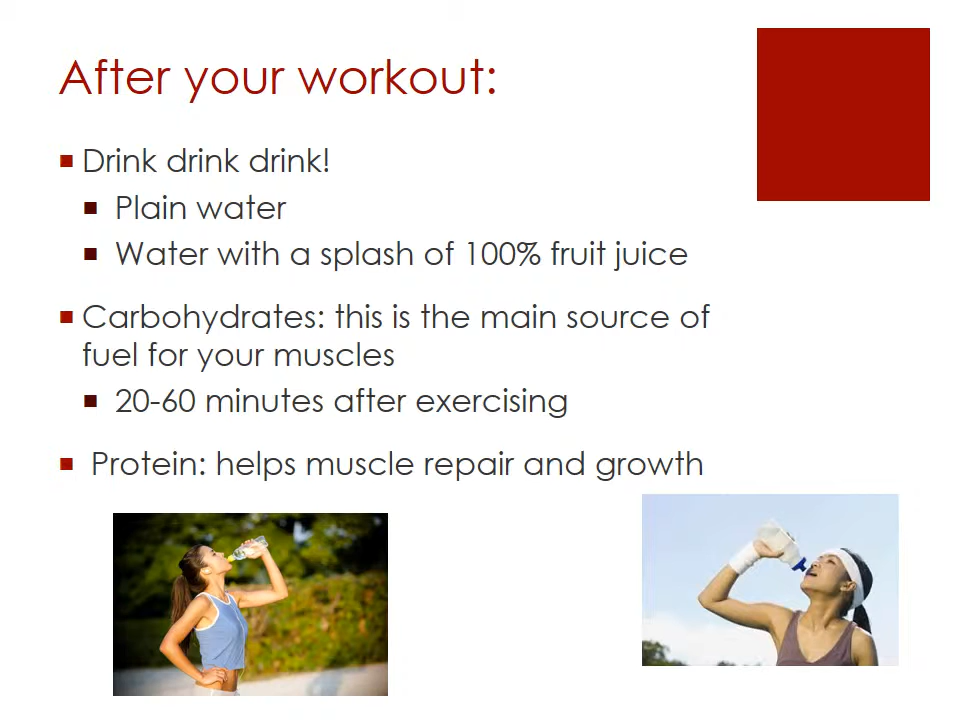 After your workout:
Drink drink drink!
Plain water
Water with a splash of 100% fruit juice
Carbohydrates: this is the main source of
fuel for your muscles
20-60 minutes after exercising
Protein: helps muscle repair and growth